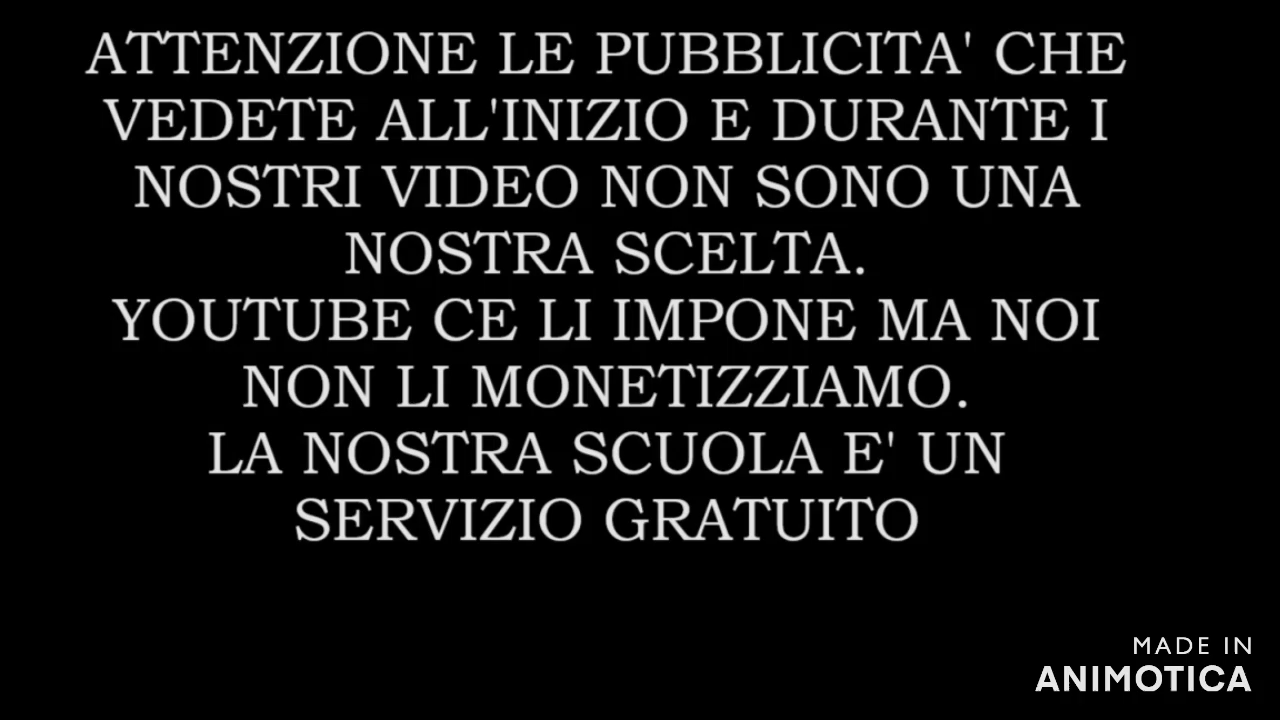 ATTENZIONE LE PUBBLICITA' CHE
VEDETE ALL'INIZIO E DURANTE I
NOSTRI VIDEO NON SONO UNA
NOSTRA SCELTA.
YOUTUBE CE LI IMPONE MA NOI
NON LI MONETIZZIAMO.
LA NOSTRA SCUOLA E' UN
SERVIZIO GRATUITO
MADE IN
ANIMOTICA